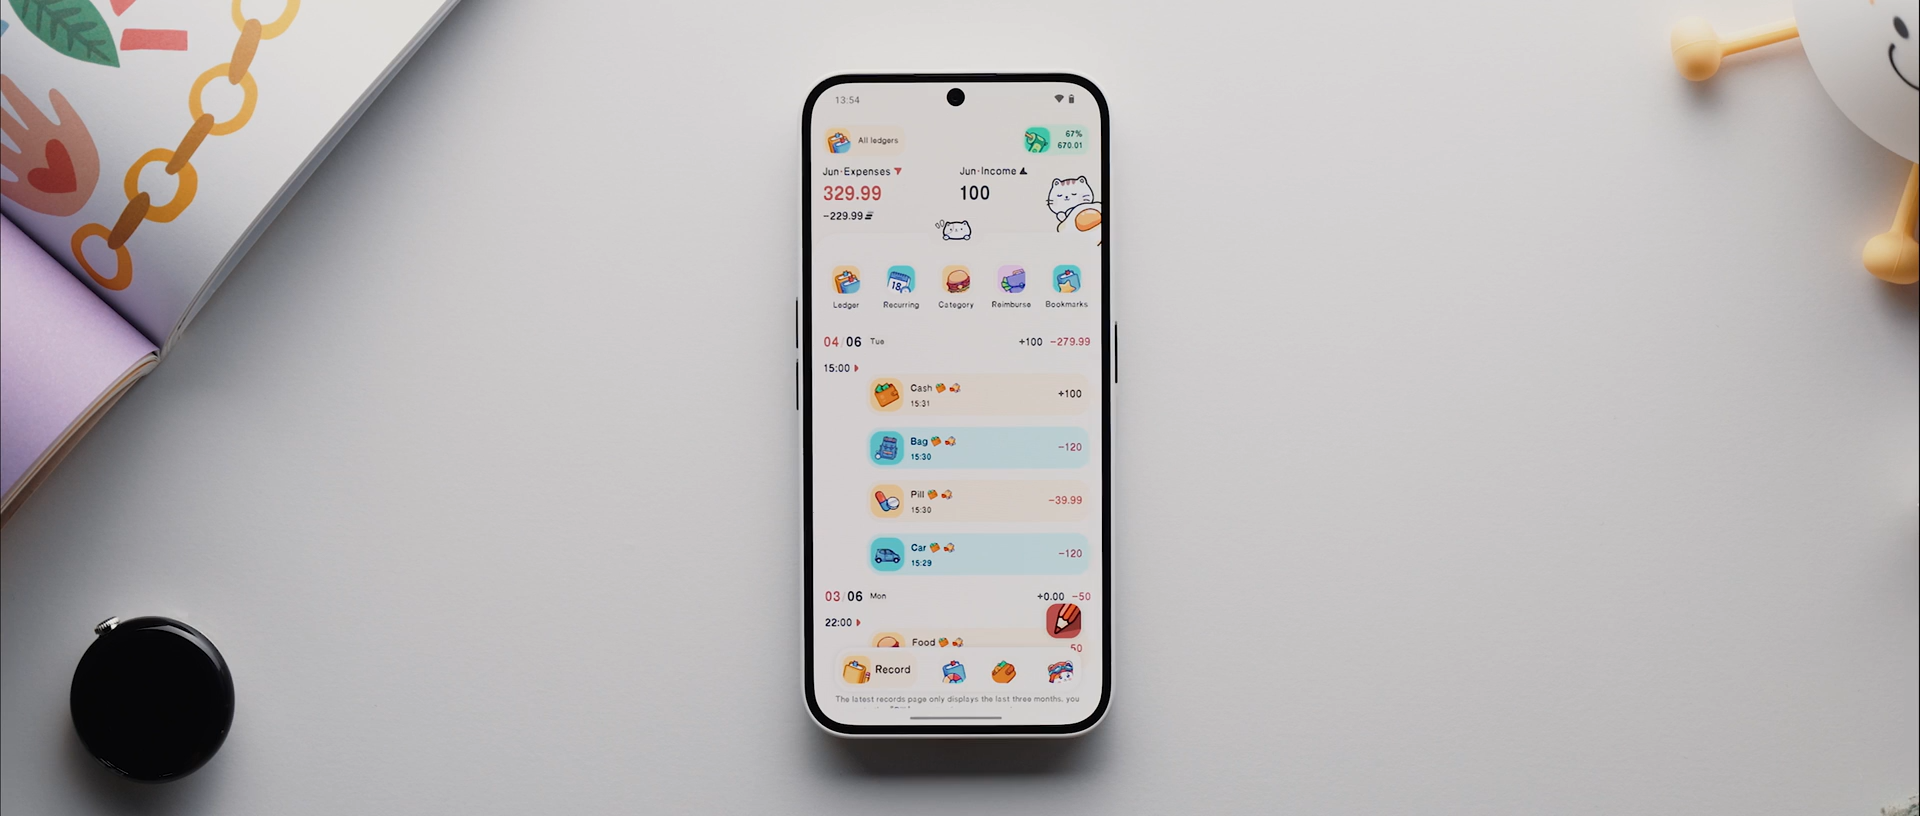 13:54
All ledgers
67%
670.01
Jun·Expenses
Jun·Income
329.99
100
−229.99
Ledger
Recurring
18
Category
Reimburse
Bookmarks
04/06 Tue +100 −279.99
15:00
Cash
15:31
+100
Bag
15:30
−120
Pill
15:30
−39.99
Car
15:29
−120
03/06 Mon +0.00 −50
22:00
Food
50
Record
The latest records page only displays the last three months, you